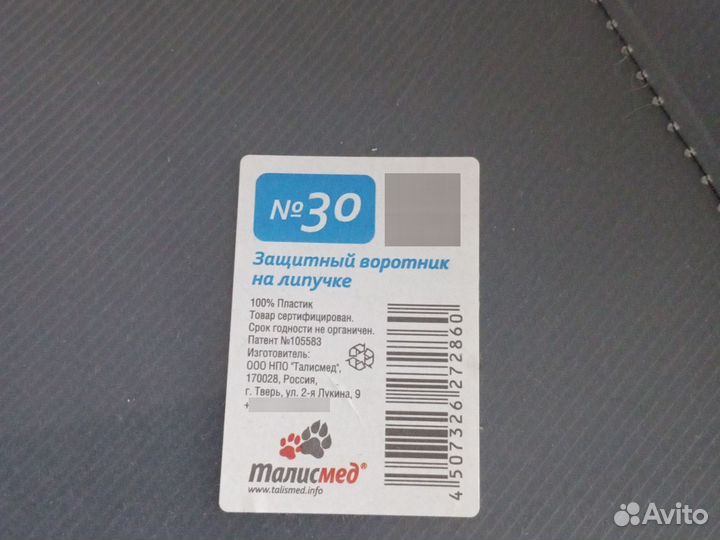 №30
Защитный воротник
на липучке
100% Пластик
Товар сертифицирован.
Срок годности не органичен.
Патент №105583
Изготовитель:
ООО НПО "Талисмед",
170028, Россия,
г. Тверь, ул. 2-я Лукина, 9
+
талисмед®
www.talismed.info
4 507326 272860
Avito